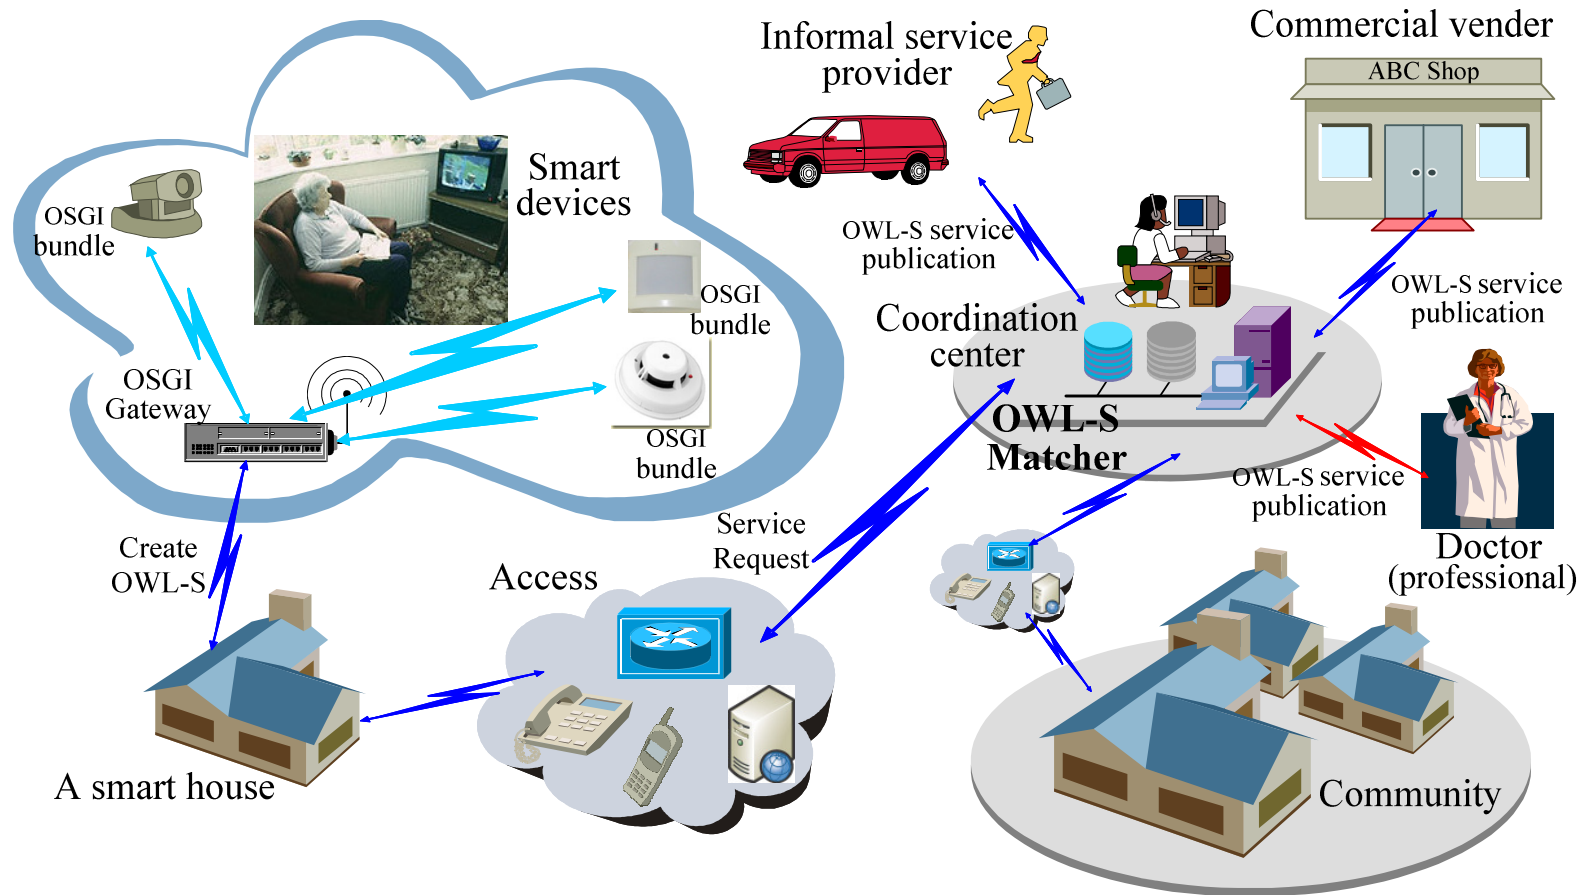 Informal service
provider
Commercial vender
ABC Shop
Smart
devices
OSGI
bundle
OSGI
bundle
OSGI
bundle
OSGI
Gateway
OWL-S service
publication
OWL-S service
publication
Coordination
center
OWL-S
Matcher
OWL-S service
publication
Doctor
(professional)
Create
OWL-S
Service
Request
Access
A smart house
Community